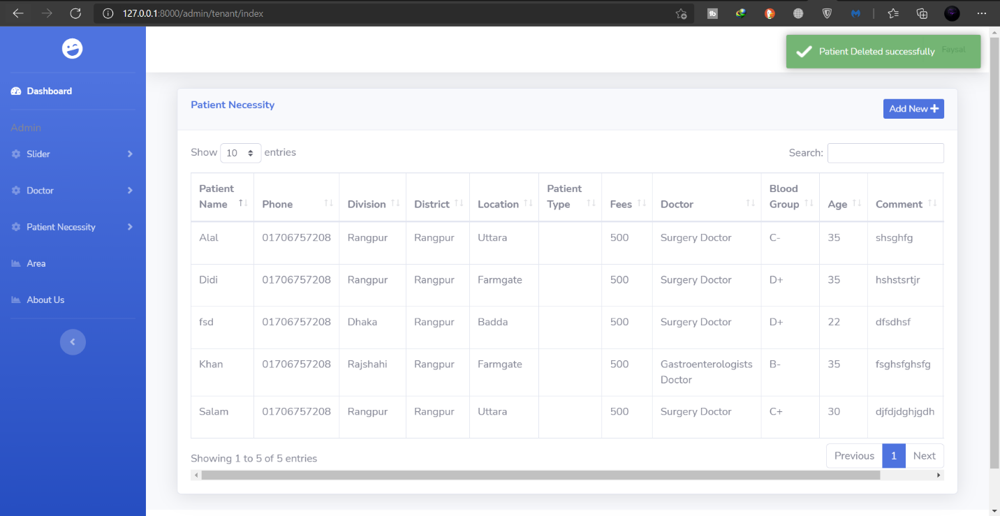 127.0.0.1:8000/admin/tenant/index
Patient Deleted successfully
Faysal
Dashboard
Admin
Slider
Doctor
Patient Necessity
Area
About Us
Patient Necessity
Add New
Show 10 entries
Search:
Patient Name Phone Division District Location Patient Type Fees Doctor Blood Group Age Comment
Alal 01706757208 Rangpur Rangpur Uttara 500 Surgery Doctor C- 35 shsghfg
Didi 01706757208 Rangpur Rangpur Farmgate 500 Surgery Doctor D+ 35 hshstsrtjr
fsd 01706757208 Dhaka Rangpur Badda 500 Surgery Doctor D+ 22 dfsdhsf
Khan 01706757208 Rajshahi Rangpur Farmgate 500 Gastroenterologists Doctor B- 35 fsghsfghsfg
Salam 01706757208 Rangpur Rangpur Uttara 500 Surgery Doctor C+ 30 djfdjdghjgdh
Showing 1 to 5 of 5 entries
Previous 1 Next